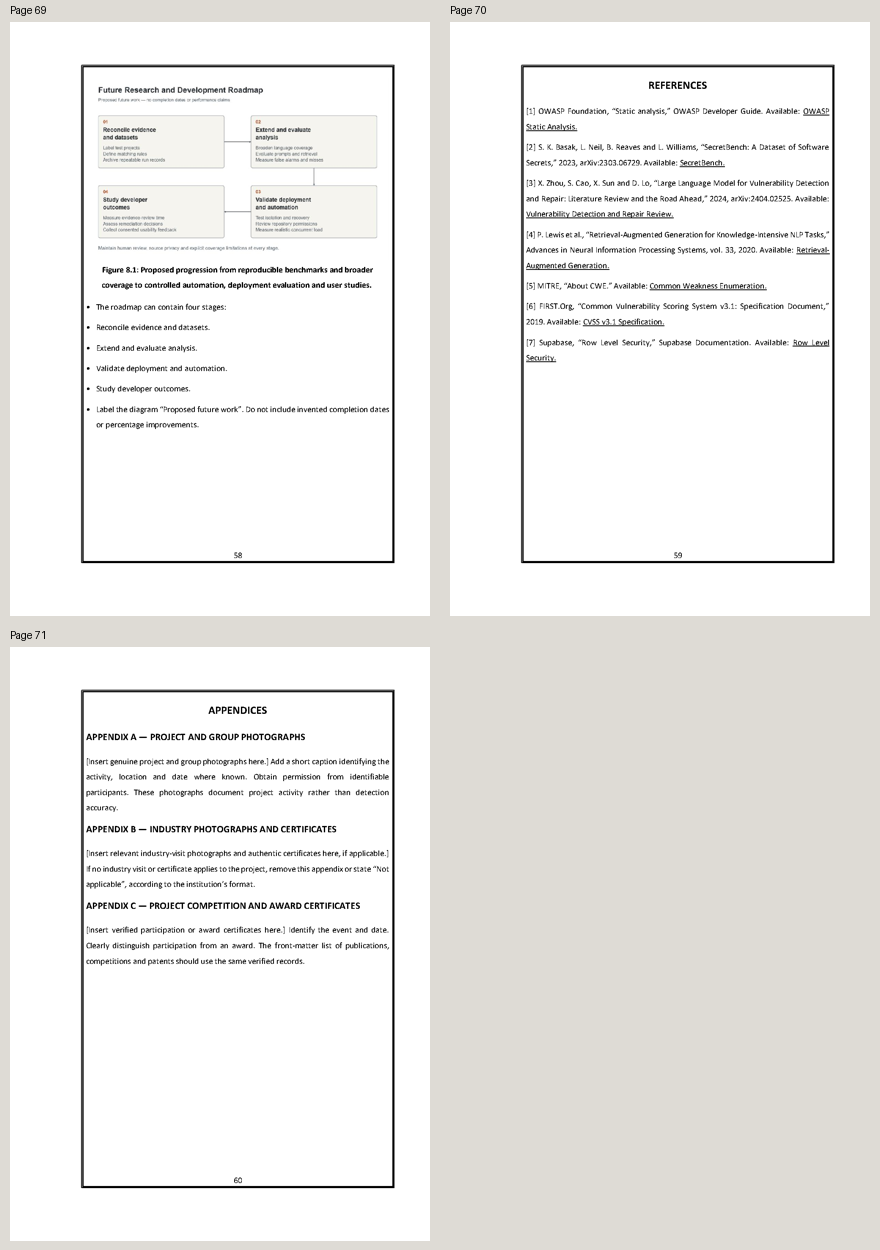 Page 69
Future Research and Development Roadmap
Proposed future work — no completion dates or performance claims
01
Reconcile evidence
and datasets
Label test projects
Define matching rules
Archive repeatable run records
02
Extend and evaluate
analysis
Broaden language coverage
Evaluate prompts and retrieval
Measure false alarms and misses
04
Study developer
outcomes
Measure evidence review time
Assess remediation decisions
Collect consented usability feedback
03
Validate deployment
and automation
Test isolation and recovery
Review repository permissions
Measure realistic concurrent load
Maintain human review, source privacy and explicit coverage limitations at every stage.
Figure 8.1: Proposed progression from reproducible benchmarks and broader
coverage to controlled automation, deployment evaluation and user studies.
• The roadmap can contain four stages:
• Reconcile evidence and datasets.
• Extend and evaluate analysis.
• Validate deployment and automation.
• Study developer outcomes.
• Label the diagram “Proposed future work”. Do not include invented completion dates
or percentage improvements.
58
Page 70
REFERENCES
[1] OWASP Foundation, “Static analysis,” OWASP Developer Guide. Available: OWASP
Static Analysis.
[2] S. K. Basak, L. Neil, B. Reaves and L. Williams, “SecretBench: A Dataset of Software
Secrets,” 2023, arXiv:2303.06729. Available: SecretBench.
[3] X. Zhou, S. Cao, X. Sun and D. Lo, “Large Language Model for Vulnerability Detection
and Repair: Literature Review and the Road Ahead,” 2024, arXiv:2404.02525. Available:
Vulnerability Detection and Repair Review.
[4] P. Lewis et al., “Retrieval-Augmented Generation for Knowledge-Intensive NLP Tasks,”
Advances in Neural Information Processing Systems, vol. 33, 2020. Available: Retrieval-
Augmented Generation.
[5] MITRE, “About CWE.” Available: Common Weakness Enumeration.
[6] FIRST.Org, “Common Vulnerability Scoring System v3.1: Specification Document,”
2019. Available: CVSS v3.1 Specification.
[7] Supabase, “Row Level Security,” Supabase Documentation. Available: Row Level
Security.
59
Page 71
APPENDICES
APPENDIX A — PROJECT AND GROUP PHOTOGRAPHS
[Insert genuine project and group photographs here.] Add a short caption identifying the
activity, location and date where known. Obtain permission from identifiable
participants. These photographs document project activity rather than detection
accuracy.
APPENDIX B — INDUSTRY PHOTOGRAPHS AND CERTIFICATES
[Insert relevant industry-visit photographs and authentic certificates here, if applicable.]
If no industry visit or certificate applies to the project, remove this appendix or state “Not
applicable”, according to the institution’s format.
APPENDIX C — PROJECT COMPETITION AND AWARD CERTIFICATES
[Insert verified participation or award certificates here.] Identify the event and date.
Clearly distinguish participation from an award. The front-matter list of publications,
competitions and patents should use the same verified records.
60